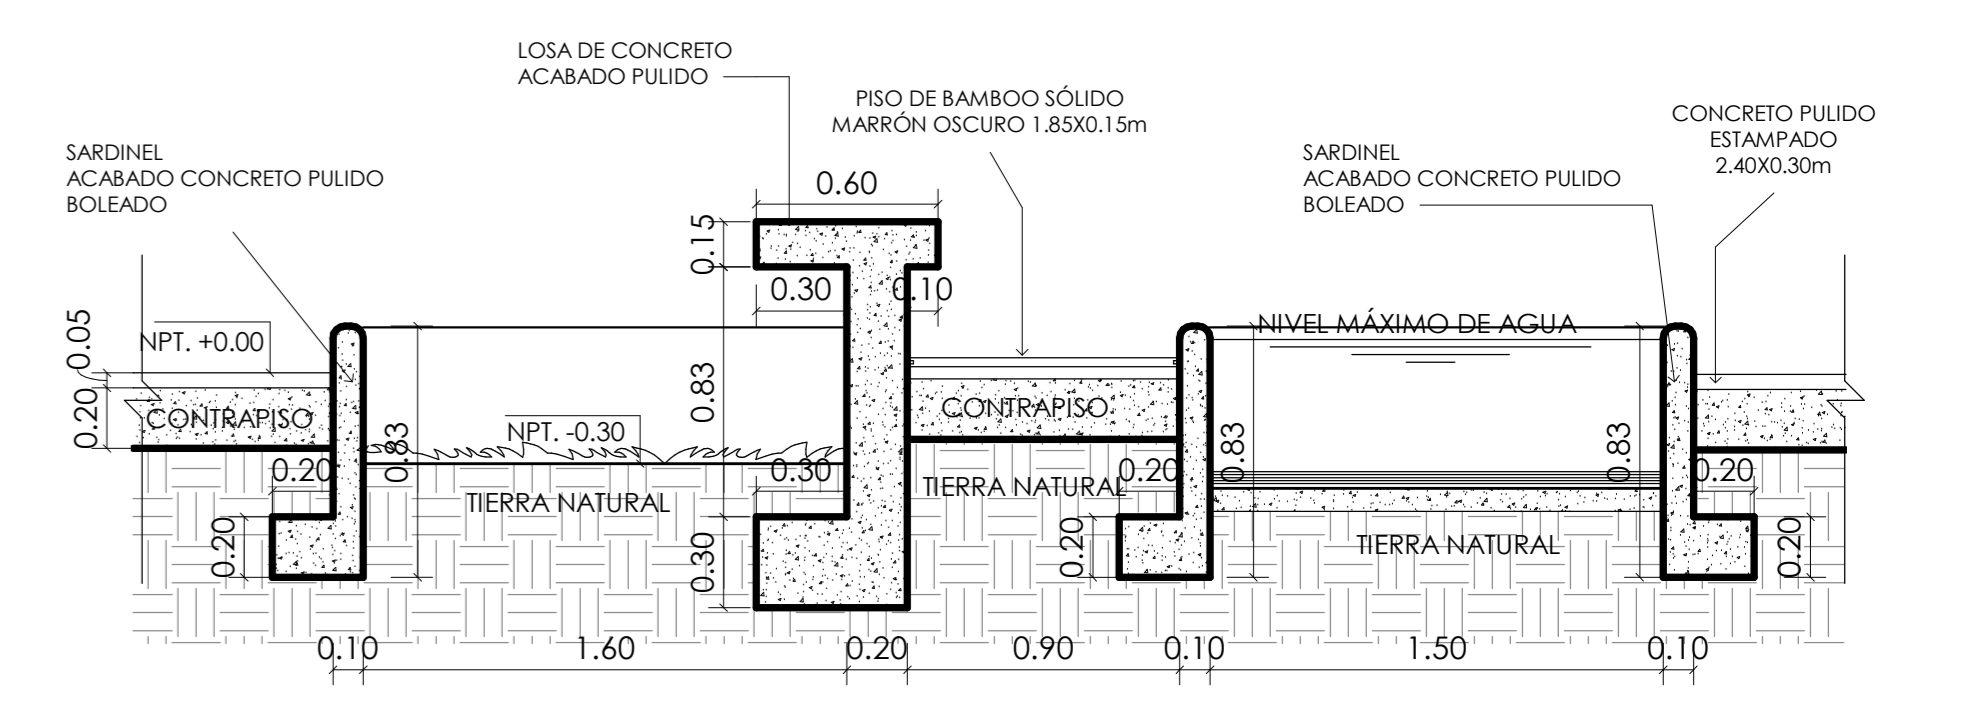 LOSA DE CONCRETO
ACABADO PULIDO
PISO DE BAMBOO SÓLIDO
MARRÓN OSCURO 1.85X0.15m
CONCRETO PULIDO
ESTAMPADO
2.40X0.30m
SARDINEL
ACABADO CONCRETO PULIDO
BOLEADO
SARDINEL
ACABADO CONCRETO PULIDO
BOLEADO
0.60
0.15
0.30
0.10
NIVEL MÁXIMO DE AGUA
0.05
NPT. +0.00
0.20
CONTRAPISO
0.83
NPT. -0.30
0.83
CONTRAPISO
0.83
0.83
0.20
0.30
0.20
0.20
TIERRA NATURAL
TIERRA NATURAL
TIERRA NATURAL
0.20
0.30
0.20
0.20
0.10
1.60
0.20
0.90
0.10
1.50
0.10